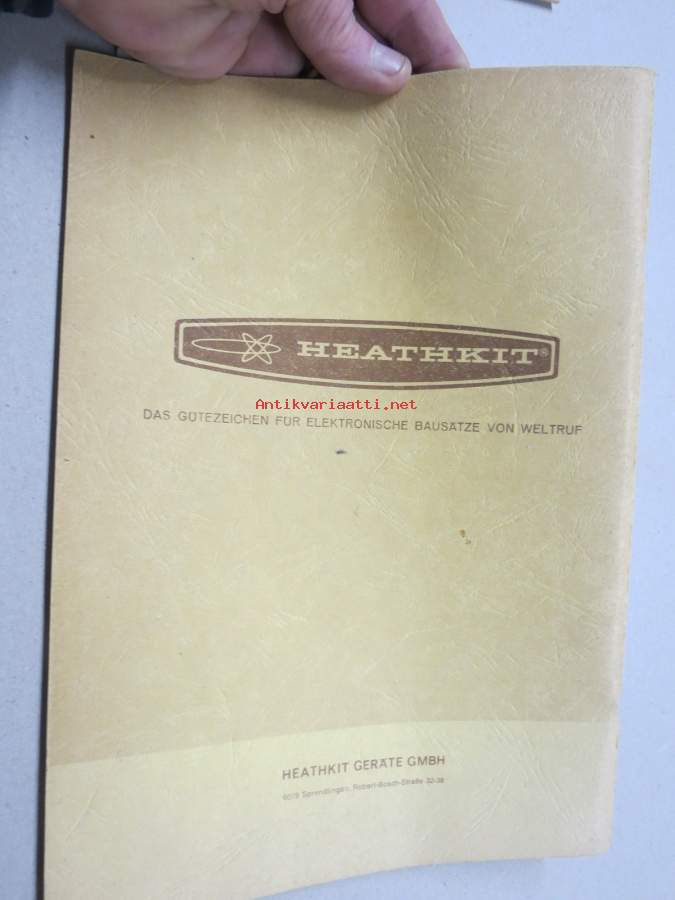 HEATHKIT®
Antikvariaatti.net
DAS GÜTEZEICHEN FÜR ELEKTRONISCHE BAUSÄTZE VON WELTRUF
HEATHKIT GERÄTE GMBH
6079 Sprendlingen, Robert-Bosch-Straße 32-38